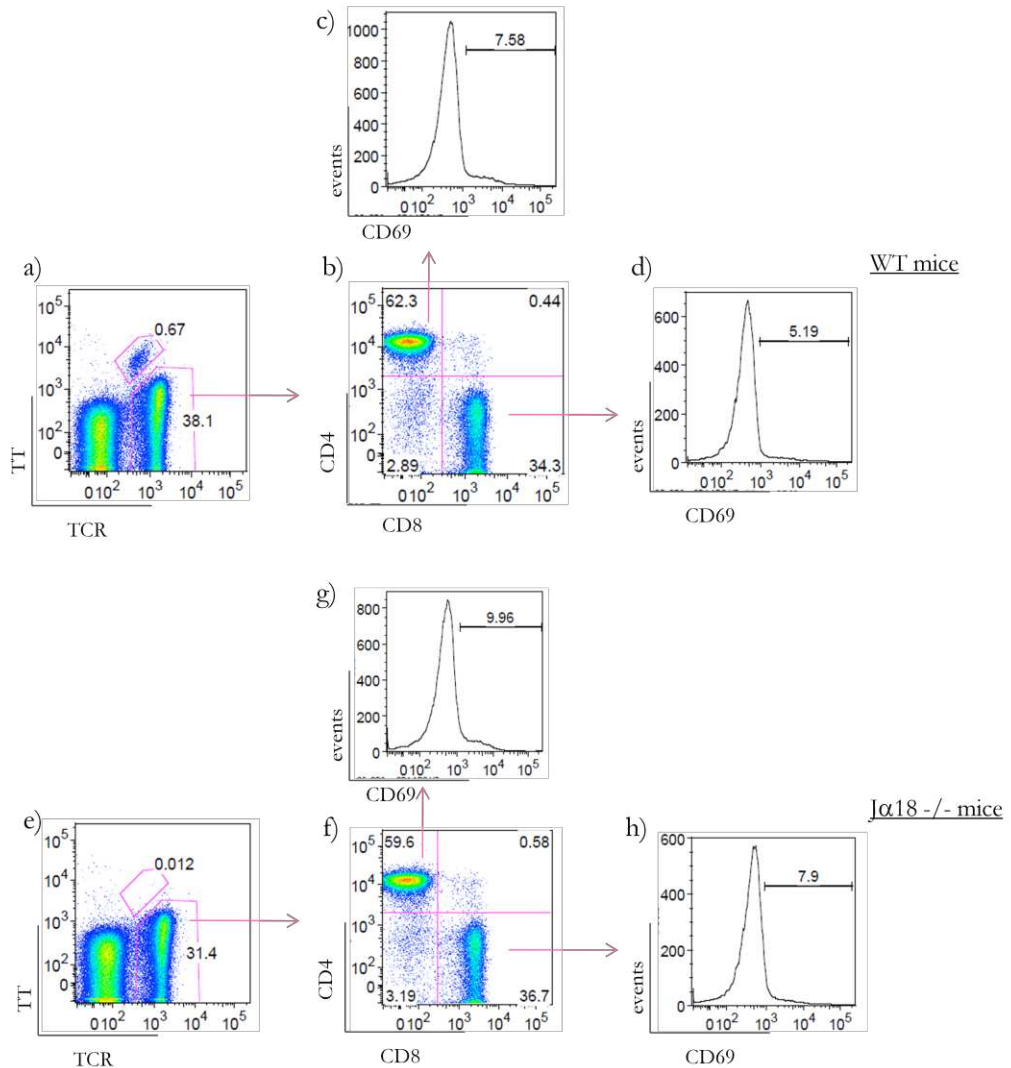 c)
1000
800
600
400
200
0
7.58
events
0 10² 10³ 10⁴ 10⁵
CD69
a)
10⁵
10⁴
10³
10²
0
0.67
38.1
TT
0 10² 10³ 10⁴ 10⁵
TCR
b)
10⁵
10⁴
10³
10²
0
62.3 0.44
2.89 34.3
CD4
0 10² 10³ 10⁴ 10⁵
CD8
d)
600
400
200
0
5.19
events
0 10² 10³ 10⁴ 10⁵
CD69
WT mice
g)
800
600
400
200
0
9.96
events
0 10² 10³ 10⁴ 10⁵
CD69
e)
10⁵
10⁴
10³
10²
0
0.012
31.4
TT
0 10² 10³ 10⁴ 10⁵
TCR
f)
10⁵
10⁴
10³
10²
0
59.6 0.58
3.19 36.7
CD4
0 10² 10³ 10⁴ 10⁵
CD8
h)
600
400
200
0
7.9
events
0 10² 10³ 10⁴ 10⁵
CD69
Jα18 -/- mice